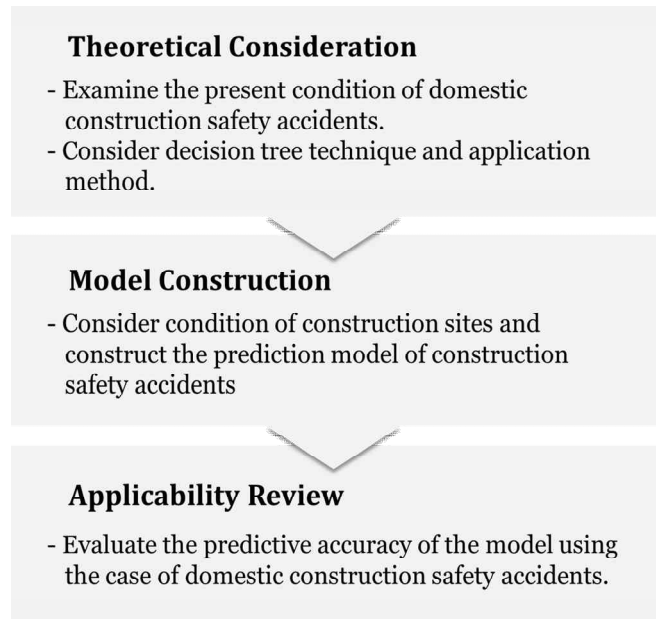 Theoretical Consideration
- Examine the present condition of domestic
construction safety accidents.
- Consider decision tree technique and application
method.
Model Construction
- Consider condition of construction sites and
construct the prediction model of construction
safety accidents
Applicability Review
- Evaluate the predictive accuracy of the model using
the case of domestic construction safety accidents.